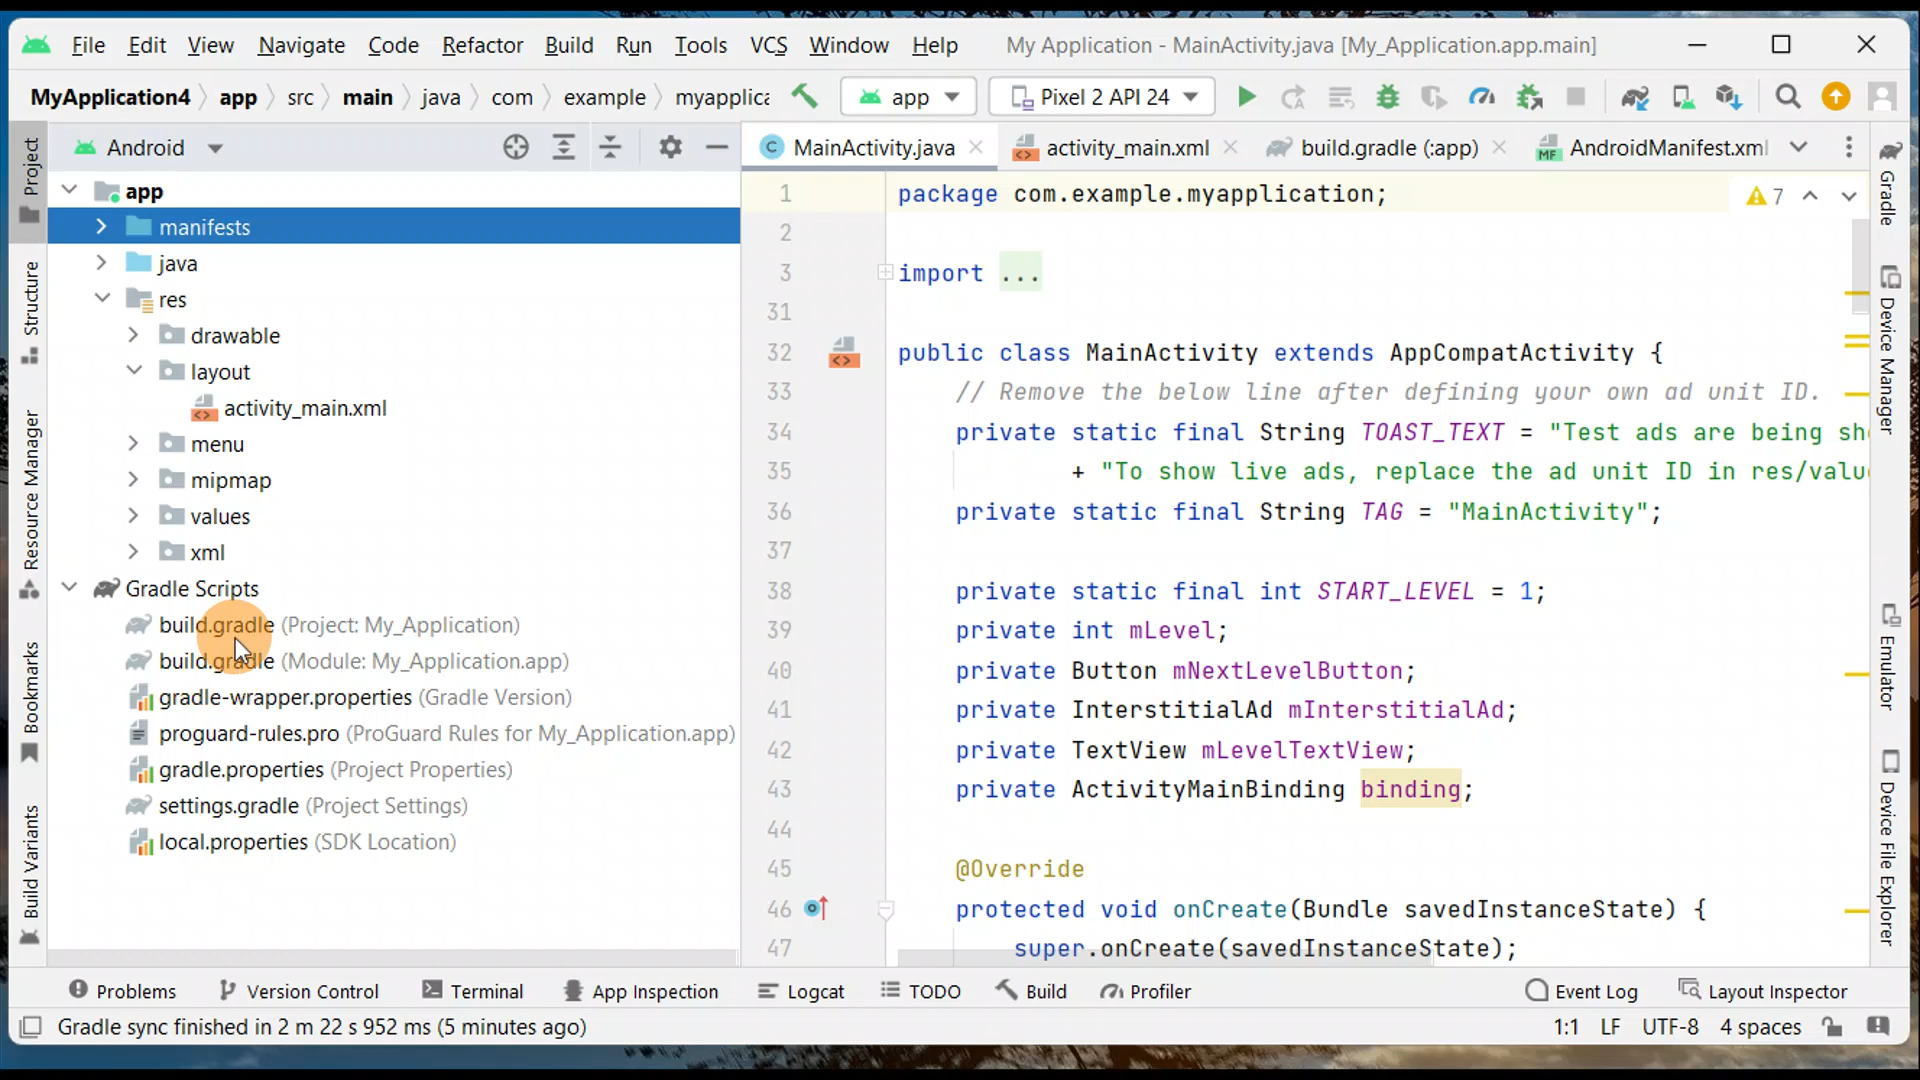 File Edit View Navigate Code Refactor Build Run Tools VCS Window Help My Application - MainActivity.java [My_Application.app.main]
MyApplication4 app src main java com example myapplica app Pixel 2 API 24
Android
MainActivity.java activity_main.xml build.gradle (:app) AndroidManifest.xml
Project
Structure
Resource Manager
Bookmarks
Build Variants
app
manifests
java
res
drawable
layout
activity_main.xml
menu
mipmap
values
xml
Gradle Scripts
build.gradle (Project: My_Application)
build.gradle (Module: My_Application.app)
gradle-wrapper.properties (Gradle Version)
proguard-rules.pro (ProGuard Rules for My_Application.app)
gradle.properties (Project Properties)
settings.gradle (Project Settings)
local.properties (SDK Location)
1 package com.example.myapplication; 7
2
3 import ...
31
32 public class MainActivity extends AppCompatActivity {
33 // Remove the below line after defining your own ad unit ID.
34 private static final String TOAST_TEXT = "Test ads are being sh
35 + "To show live ads, replace the ad unit ID in res/valu
36 private static final String TAG = "MainActivity";
37
38 private static final int START_LEVEL = 1;
39 private int mLevel;
40 private Button mNextLevelButton;
41 private InterstitialAd mInterstitialAd;
42 private TextView mLevelTextView;
43 private ActivityMainBinding binding;
44
45 @Override
46 protected void onCreate(Bundle savedInstanceState) {
47 super.onCreate(savedInstanceState);
Gradle
Device Manager
Emulator
Device File Explorer
Problems Version Control Terminal App Inspection Logcat TODO Build Profiler Event Log Layout Inspector
Gradle sync finished in 2 m 22 s 952 ms (5 minutes ago) 1:1 LF UTF-8 4 spaces